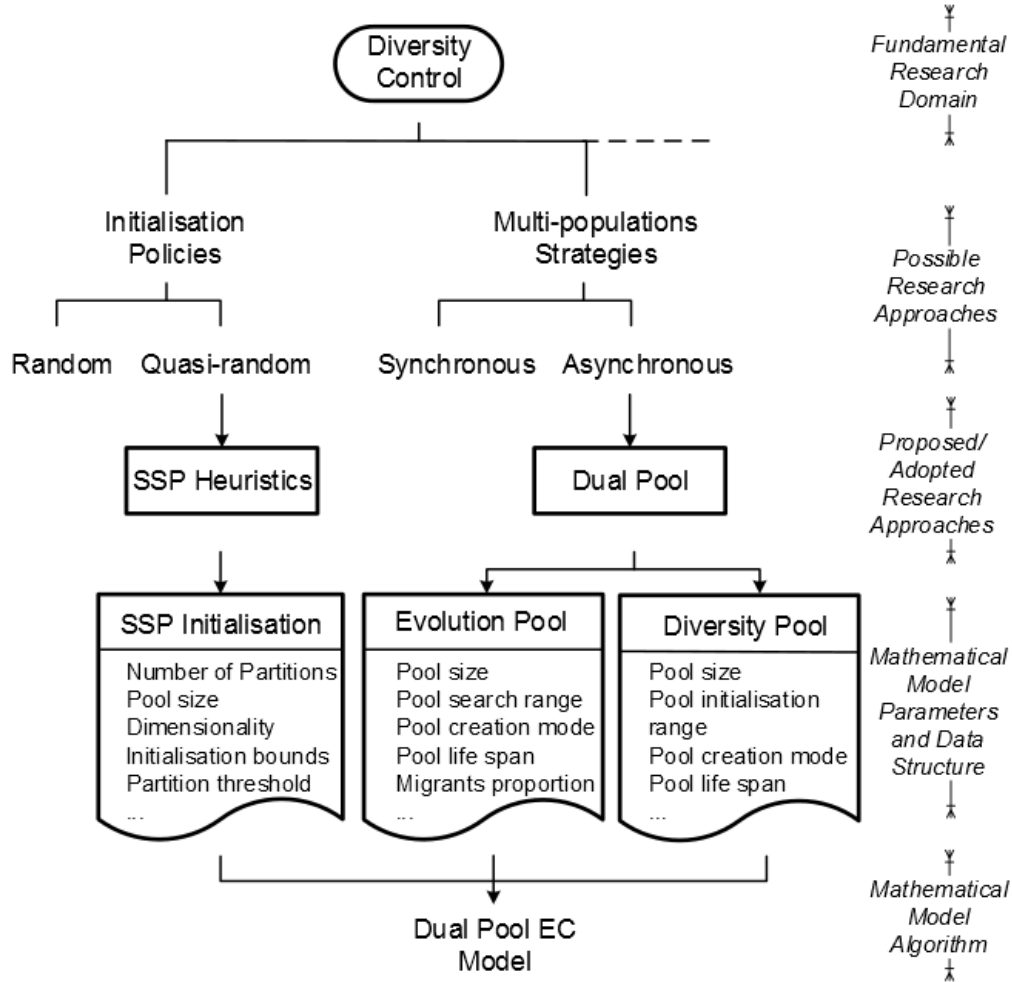 Diversity
Control
Fundamental
Research
Domain
Initialisation
Policies
Multi-populations
Strategies
Possible
Research
Approaches
Random
Quasi-random
Synchronous
Asynchronous
SSP Heuristics
Dual Pool
Proposed/
Adopted
Research
Approaches
SSP Initialisation
Number of Partitions
Pool size
Dimensionality
Initialisation bounds
Partition threshold
...
Evolution Pool
Pool size
Pool search range
Pool creation mode
Pool life span
Migrants proportion
...
Diversity Pool
Pool size
Pool initialisation
range
Pool creation mode
Pool life span
...
Mathematical
Model
Parameters
and Data
Structure
Dual Pool EC
Model
Mathematical
Model
Algorithm